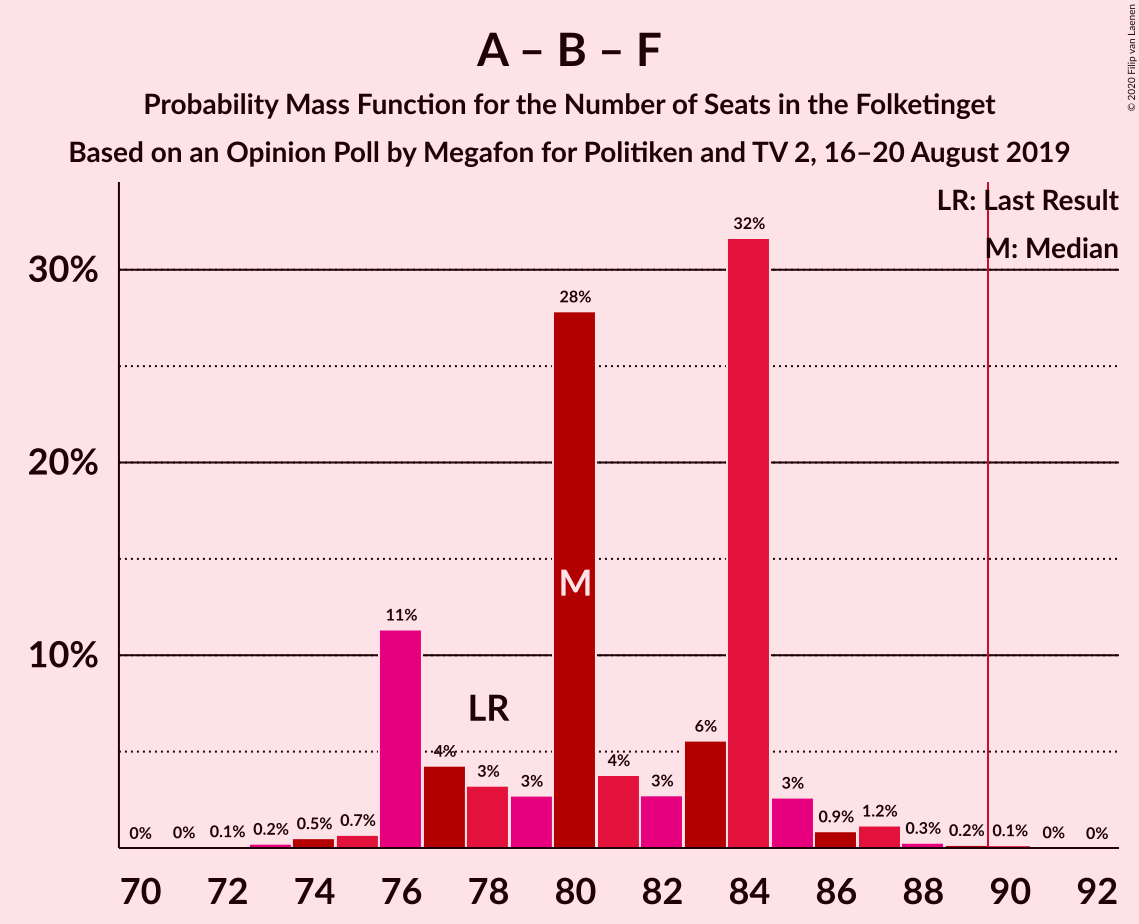 A – B – F
Probability Mass Function for the Number of Seats in the Folketinget
Based on an Opinion Poll by Megafon for Politiken and TV 2, 16–20 August 2019
© 2020 Filip van Laenen
LR: Last Result
M: Median
30%
20%
10%
0% 0% 0.1% 0.2% 0.5% 0.7% 11% 4% 3% 3% 28% 4% 3% 6% 32% 3% 0.9% 1.2% 0.3% 0.2% 0.1% 0% 0%
LR
M
70 72 74 76 78 80 82 84 86 88 90 92